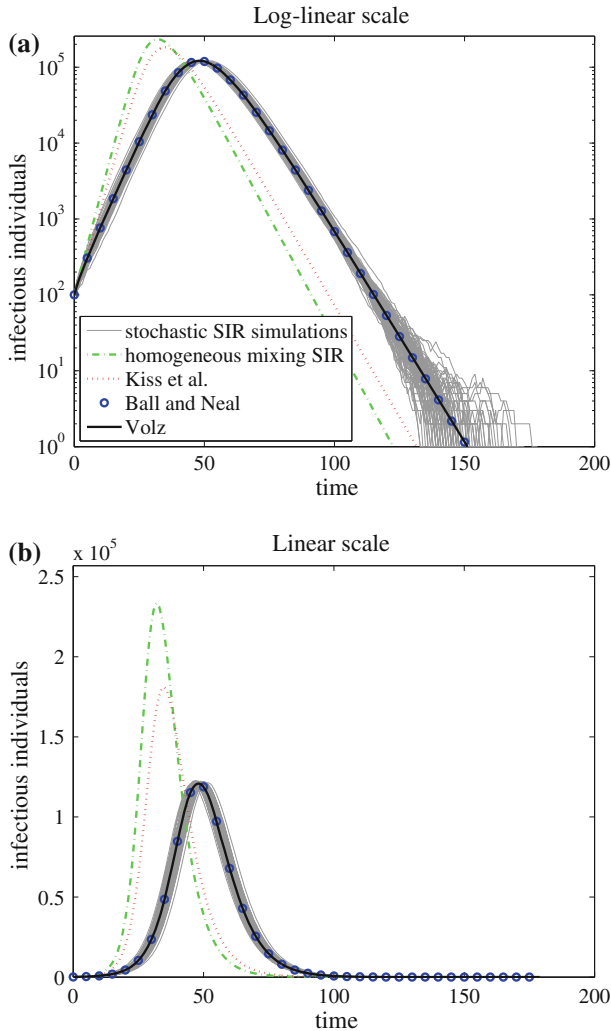 Log-linear scale
(a)
10^5
10^4
10^3
10^2
10^1
10^0
infectious individuals
stochastic SIR simulations
homogeneous mixing SIR
Kiss et al.
Ball and Neal
Volz
0 50 100 150 200
time
(b)
x 10^5
Linear scale
2.5
2
1.5
1
0.5
0
infectious individuals
0 50 100 150 200
time